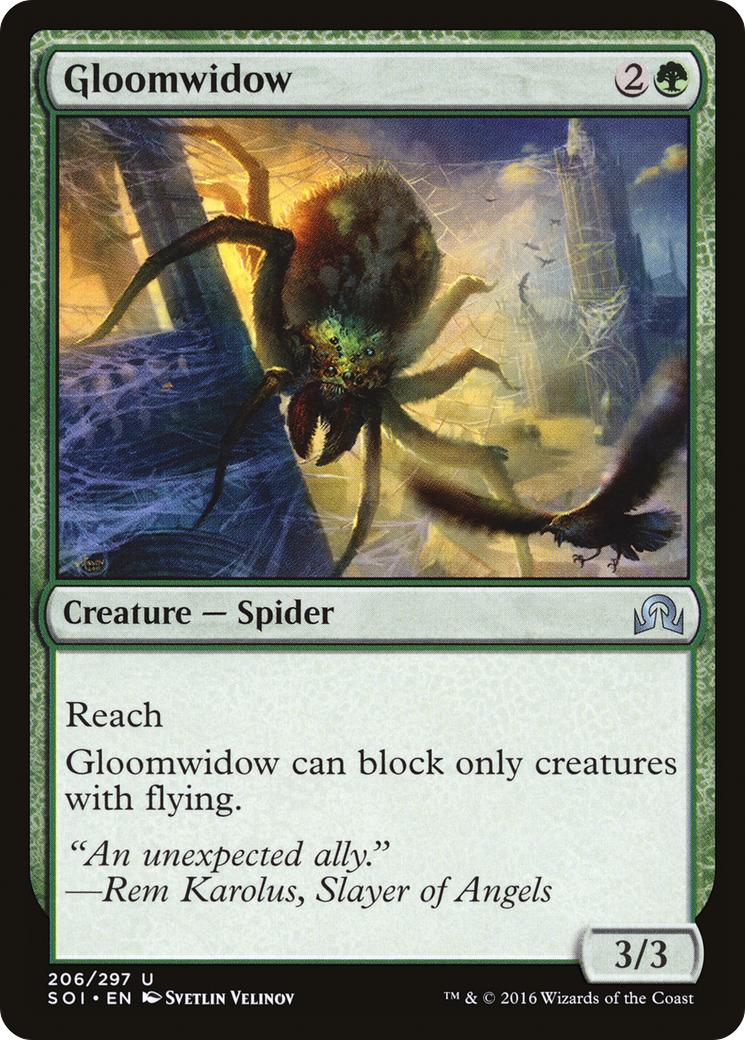 Gloomwidow 2
Creature — Spider
Reach
Gloomwidow can block only creatures
with flying.
“An unexpected ally.”
—Rem Karolus, Slayer of Angels
3/3
206/297 U
SOI • EN Svetlin Velinov
™ & © 2016 Wizards of the Coast